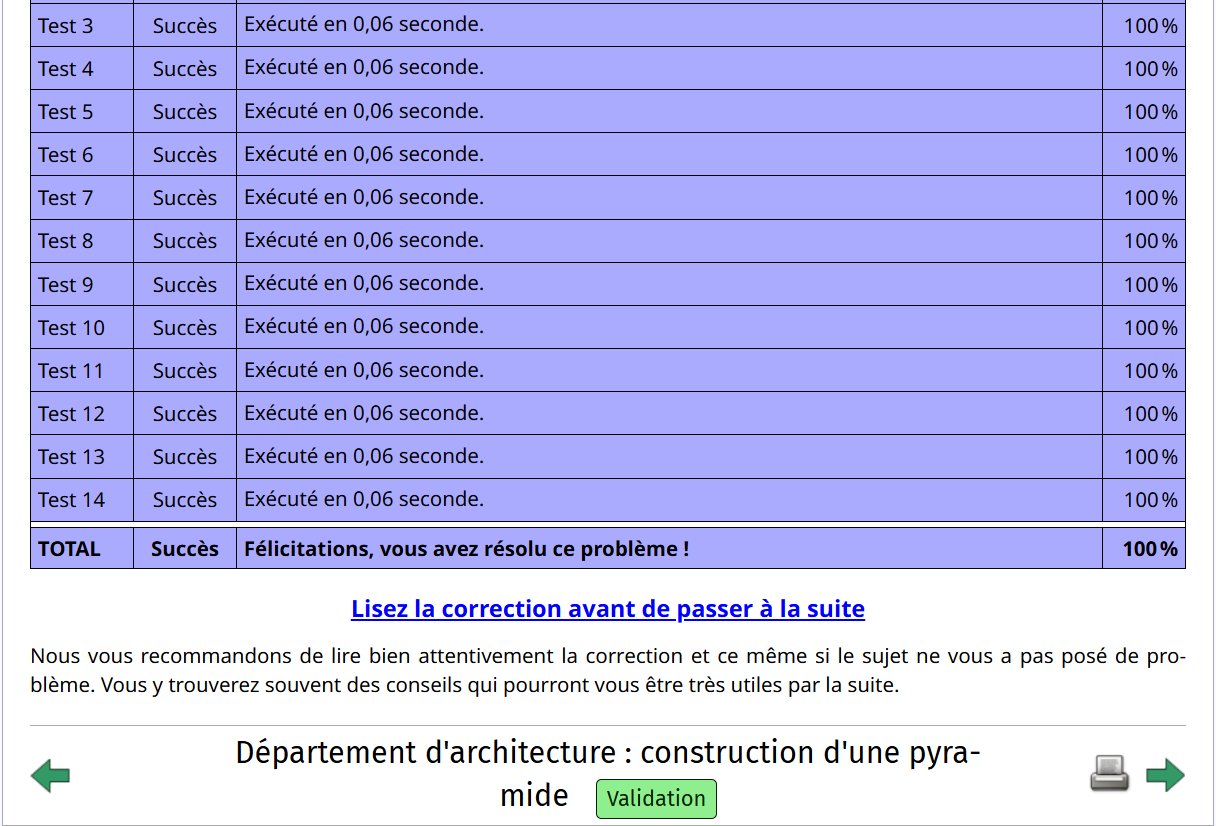 Test 3 Succès Exécuté en 0,06 seconde. 100 %
Test 4 Succès Exécuté en 0,06 seconde. 100 %
Test 5 Succès Exécuté en 0,06 seconde. 100 %
Test 6 Succès Exécuté en 0,06 seconde. 100 %
Test 7 Succès Exécuté en 0,06 seconde. 100 %
Test 8 Succès Exécuté en 0,06 seconde. 100 %
Test 9 Succès Exécuté en 0,06 seconde. 100 %
Test 10 Succès Exécuté en 0,06 seconde. 100 %
Test 11 Succès Exécuté en 0,06 seconde. 100 %
Test 12 Succès Exécuté en 0,06 seconde. 100 %
Test 13 Succès Exécuté en 0,06 seconde. 100 %
Test 14 Succès Exécuté en 0,06 seconde. 100 %
TOTAL Succès Félicitations, vous avez résolu ce problème ! 100 %
Lisez la correction avant de passer à la suite
Nous vous recommandons de lire bien attentivement la correction et ce même si le sujet ne vous a pas posé de pro-
blème. Vous y trouverez souvent des conseils qui pourront vous être très utiles par la suite.
Département d'architecture : construction d'une pyra-
mide Validation